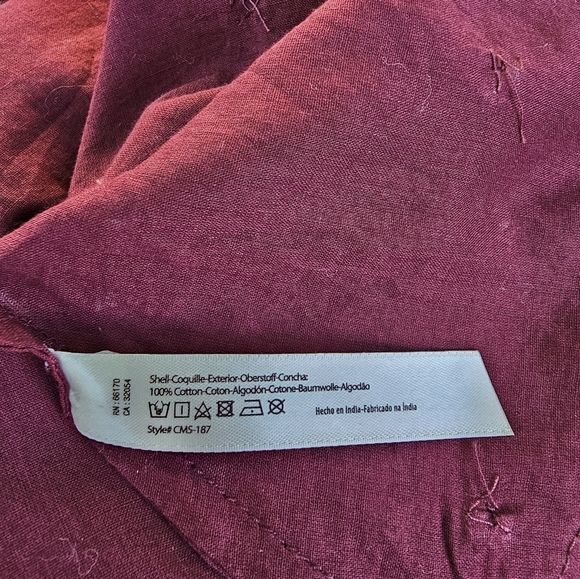 RN : 66170
CA : 32054
Shell-Coquille-Exterior-Oberstoff-Concha:
100% Cotton-Coton-Algodón-Cotone-Baumwolle-Algodão
Hecho en India-Fabricado na Índia
Style# CMS-187